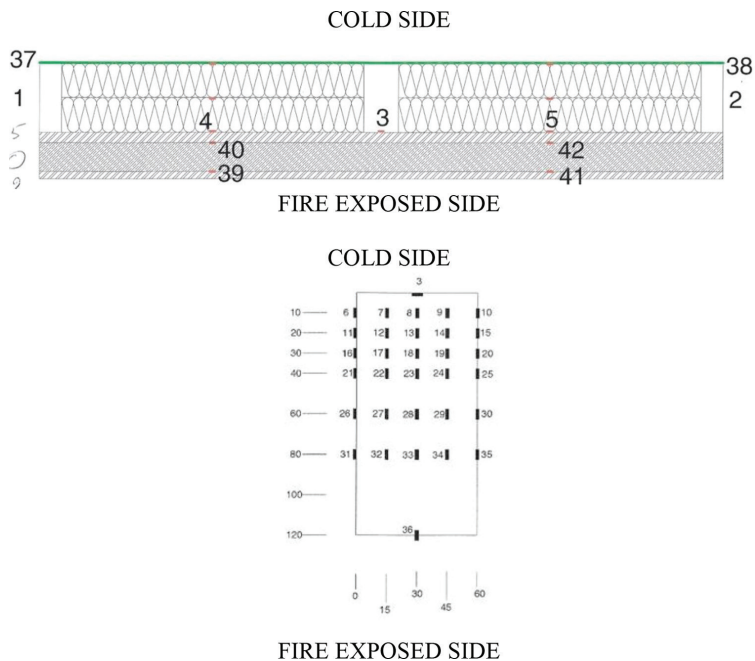 COLD SIDE
37 38
1 2
4 3 5
40 42
39 41
FIRE EXPOSED SIDE
COLD SIDE
3
10 6 7 8 9 10
20 11 12 13 14 15
30 16 17 18 19 20
40 21 22 23 24 25
60 26 27 28 29 30
80 31 32 33 34 35
100
120 36
0 30 60
15 45
FIRE EXPOSED SIDE